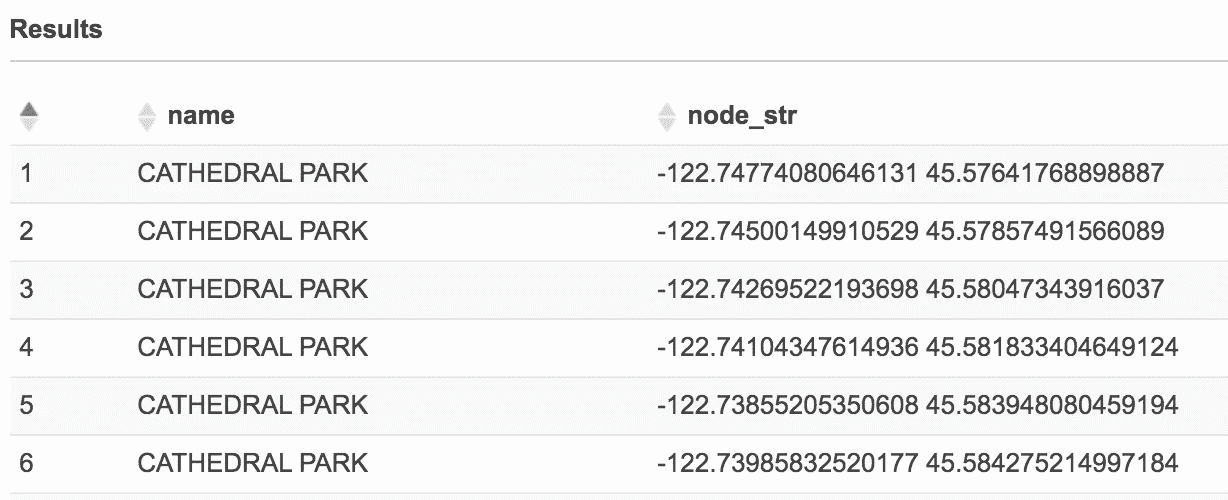 Results
name node_str
1 CATHEDRAL PARK -122.74774080646131 45.57641768898887
2 CATHEDRAL PARK -122.74500149910529 45.57857491566089
3 CATHEDRAL PARK -122.74269522193698 45.58047343916037
4 CATHEDRAL PARK -122.74104347614936 45.581833404649124
5 CATHEDRAL PARK -122.73855205350608 45.583948080459194
6 CATHEDRAL PARK -122.73985832520177 45.584275214997184